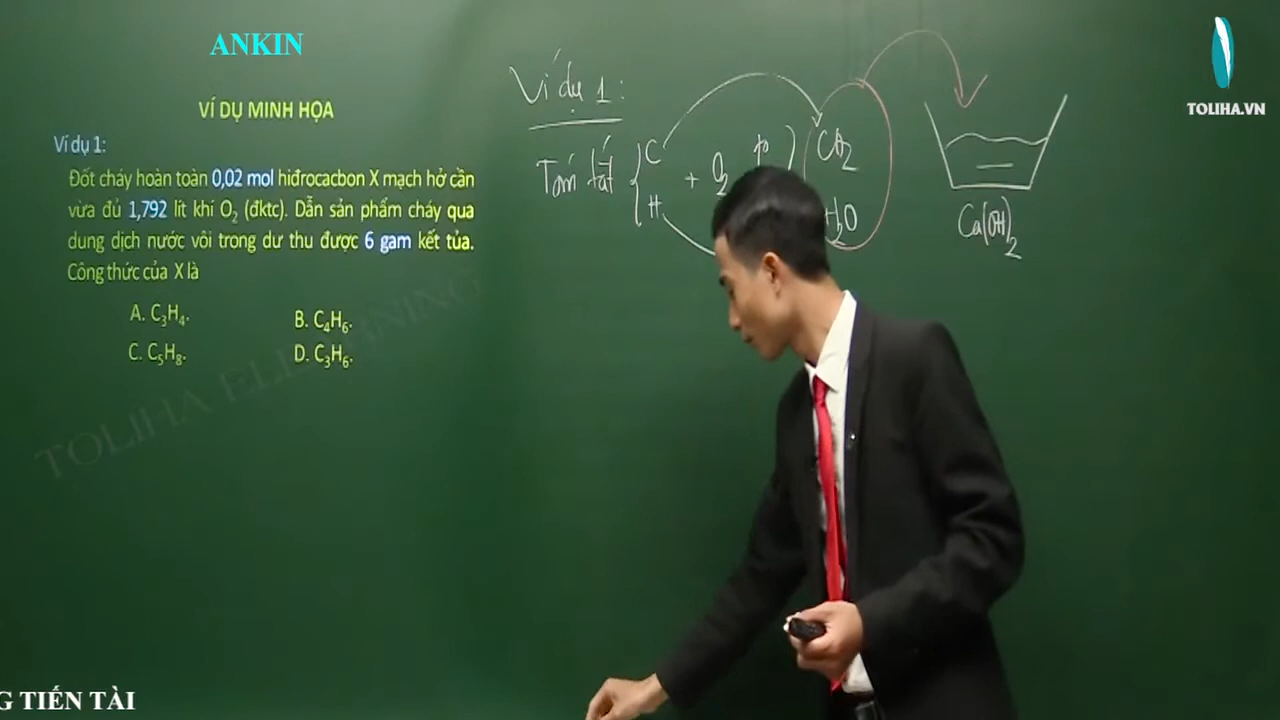 ANKIN
TOLIHA.VN
VÍ DỤ MINH HỌA
Ví dụ 1:
Đốt cháy hoàn toàn 0,02 mol hiđrocacbon X mạch hở cần
vừa đủ 1,792 lít khí O₂ (đktc). Dẫn sản phẩm cháy qua
dung dịch nước vôi trong dư thu được 6 gam kết tủa.
Công thức của X là
A. C₃H₄.
B. C₄H₆.
C. C₅H₈.
D. C₃H₆.
TOLIHA ELEARNING
Ví dụ 1:
Tóm tắt { C H + O₂ CO₂ H₂O
Ca(OH)₂
G TIẾN TÀI